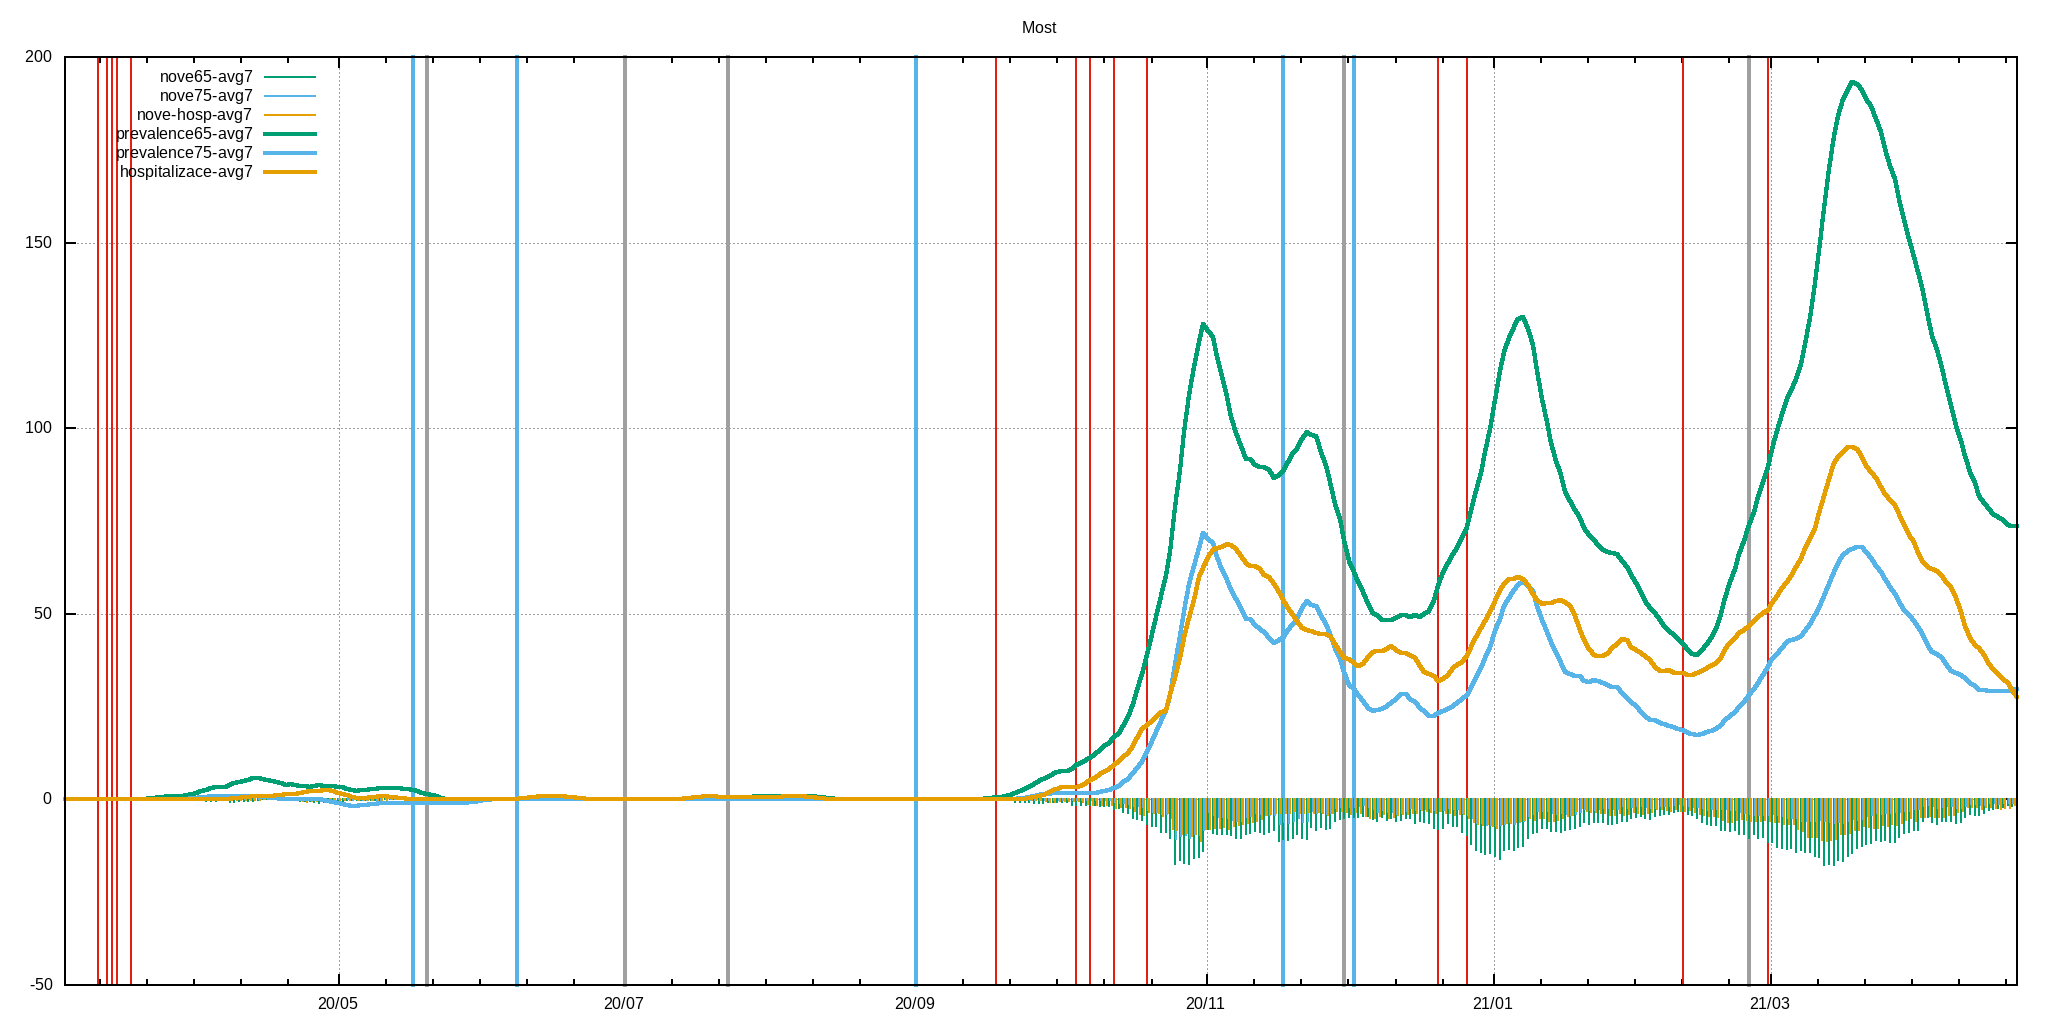 Most
200
150
100
50
0
-50
nove65-avg7
nove75-avg7
nove-hosp-avg7
prevalence65-avg7
prevalence75-avg7
hospitalizace-avg7
20/05
20/07
20/09
20/11
21/01
21/03